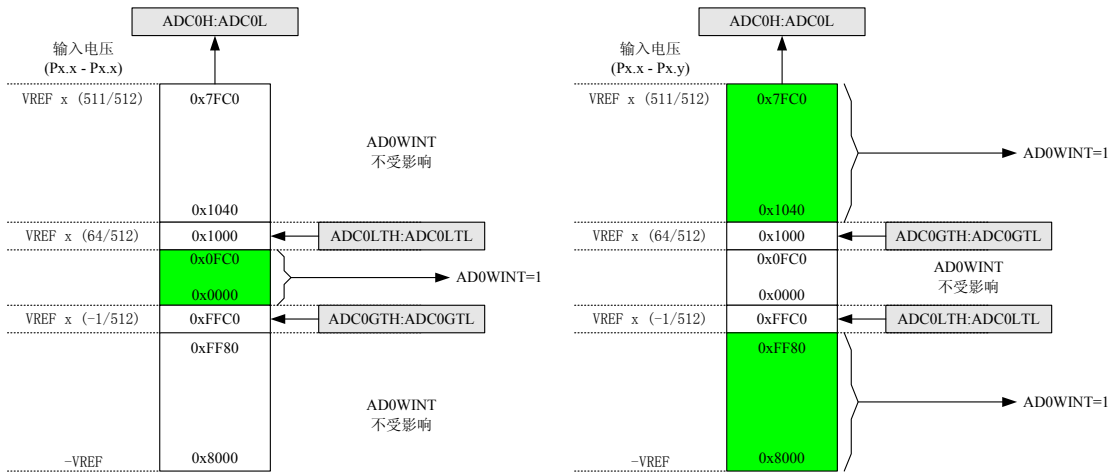 ADC0H:ADC0L
输入电压
(Px.x - Px.x)
VREF x (511/512)
0x7FC0
AD0WINT
不受影响
0x1040
VREF x (64/512)
0x1000
ADC0LTH:ADC0LTL
0x0FC0
AD0WINT=1
0x0000
VREF x (-1/512)
0xFFC0
ADC0GTH:ADC0GTL
0xFF80
AD0WINT
不受影响
-VREF
0x8000
ADC0H:ADC0L
输入电压
(Px.x - Px.y)
VREF x (511/512)
0x7FC0
AD0WINT=1
0x1040
VREF x (64/512)
0x1000
ADC0GTH:ADC0GTL
0x0FC0
AD0WINT
不受影响
0x0000
VREF x (-1/512)
0xFFC0
ADC0LTH:ADC0LTL
0xFF80
AD0WINT=1
-VREF
0x8000